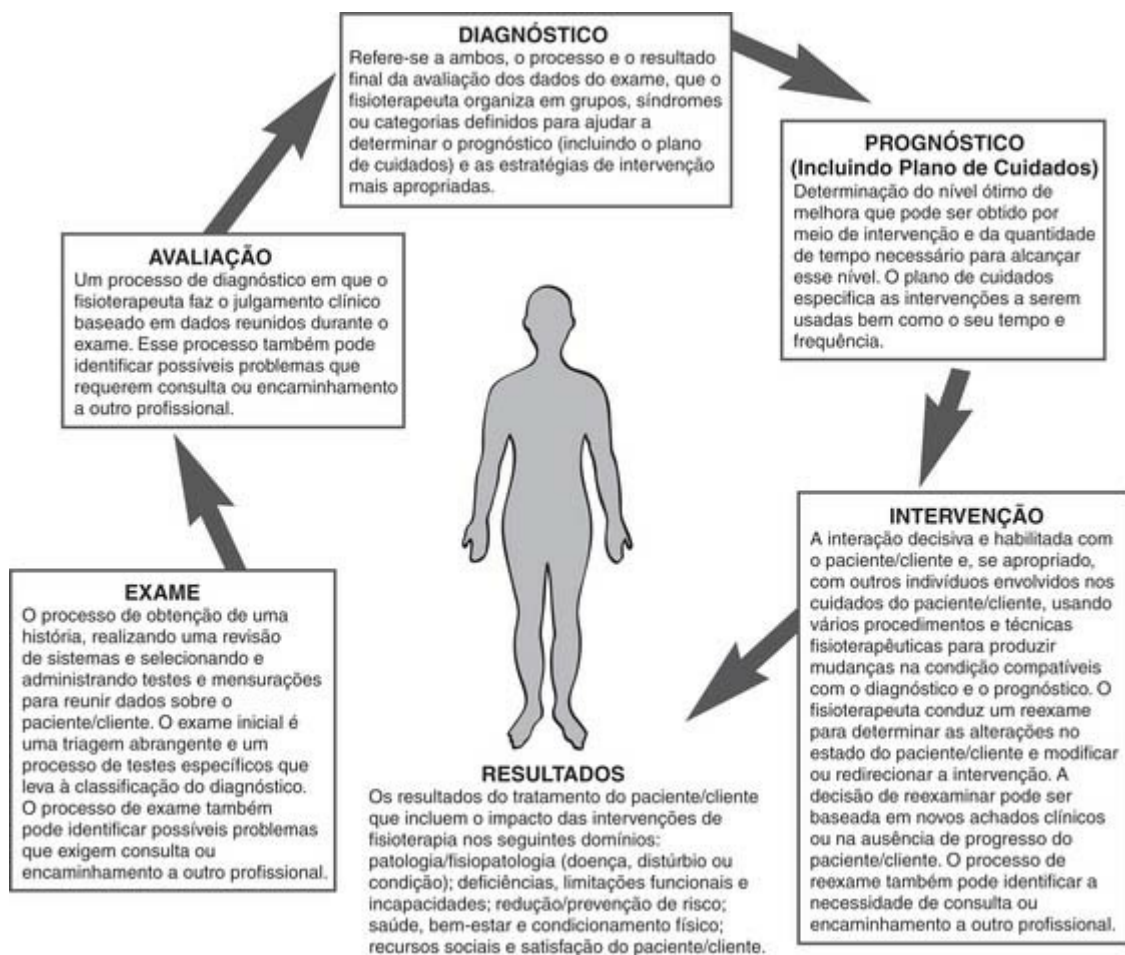 DIAGNÓSTICO
Refere-se a ambos, o processo e o resultado
final da avaliação dos dados do exame, que o
fisioterapeuta organiza em grupos, síndromes
ou categorias definidos para ajudar a
determinar o prognóstico (incluindo o plano
de cuidados) e as estratégias de intervenção
mais apropriadas.
PROGNÓSTICO
(Incluindo Plano de Cuidados)
Determinação do nível ótimo de
melhora que pode ser obtido por
meio de intervenção e da quantidade
de tempo necessário para alcançar
esse nível. O plano de cuidados
especifica as intervenções a serem
usadas bem como o seu tempo e
frequência.
AVALIAÇÃO
Um processo de diagnóstico em que o
fisioterapeuta faz o julgamento clínico
baseado em dados reunidos durante o
exame. Esse processo também pode
identificar possíveis problemas que
requerem consulta ou encaminhamento
a outro profissional.
INTERVENÇÃO
A interação decisiva e habilitada com
o paciente/cliente e, se apropriado,
com outros indivíduos envolvidos nos
cuidados do paciente/cliente, usando
vários procedimentos e técnicas
fisioterapêuticas para produzir
mudanças na condição compatíveis
com o diagnóstico e o prognóstico. O
fisioterapeuta conduz um reexame
para determinar as alterações no
estado do paciente/cliente e modificar
ou redirecionar a intervenção. A
decisão de reexaminar pode ser
baseada em novos achados clínicos
ou na ausência de progresso do
paciente/cliente. O processo de
reexame também pode identificar a
necessidade de consulta ou
encaminhamento a outro profissional.
EXAME
O processo de obtenção de uma
história, realizando uma revisão
de sistemas e selecionando e
administrando testes e mensurações
para reunir dados sobre o
paciente/cliente. O exame inicial é
uma triagem abrangente e um
processo de testes específicos que
leva à classificação do diagnóstico.
O processo de exame também
pode identificar possíveis problemas
que exigem consulta ou
encaminhamento a outro profissional.
RESULTADOS
Os resultados do tratamento do paciente/cliente
que incluem o impacto das intervenções de
fisioterapia nos seguintes domínios:
patologia/fisiopatologia (doença, distúrbio ou
condição); deficiências, limitações funcionais e
incapacidades; redução/prevenção de risco;
saúde, bem-estar e condicionamento físico;
recursos sociais e satisfação do paciente/cliente.